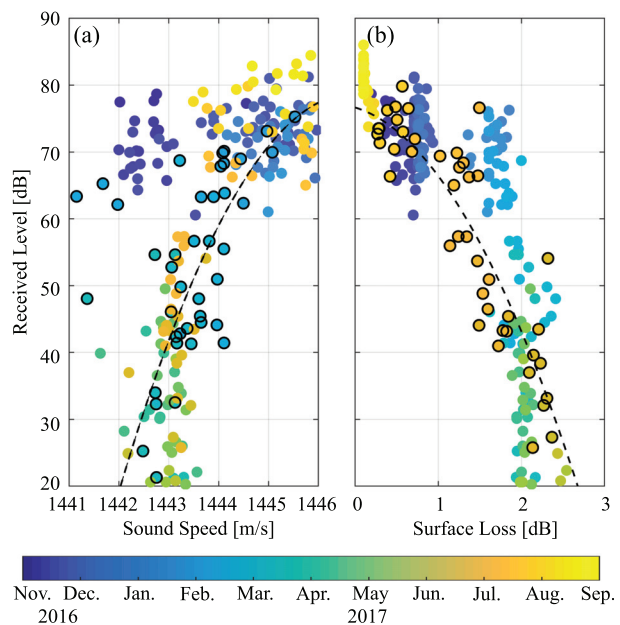 (a) (b)
90
80
70
60
50
40
30
20
Received Level [dB]
1441 1442 1443 1444 1445 1446 0 1 2 3
Sound Speed [m/s] Surface Loss [dB]
Nov. Dec. Jan. Feb. Mar. Apr. May Jun. Jul. Aug. Sep.
2016 2017